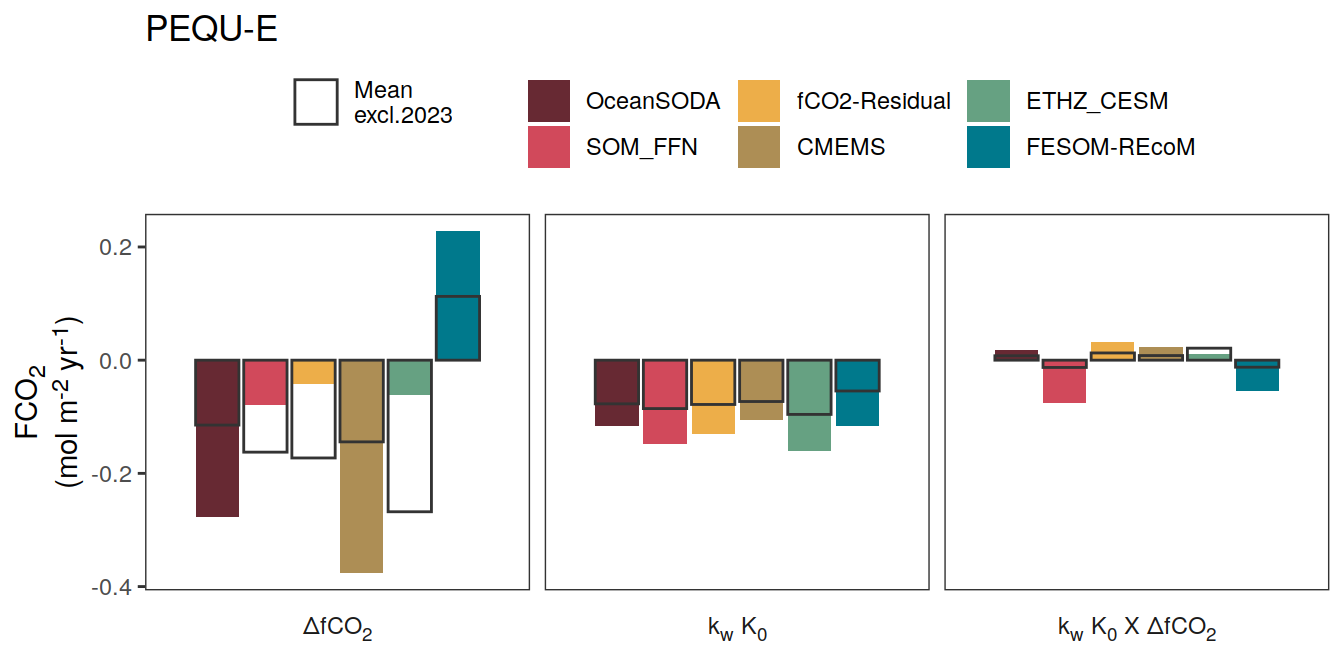 PEQU-E
Mean
excl.2023
OceanSODA
fCO2-Residual
ETHZ_CESM
SOM_FFN
CMEMS
FESOM-REcoM
FCO₂
(mol m⁻² yr⁻¹)
0.2
0.0
-0.2
-0.4
ΔfCO₂
k_w K₀
k_w K₀ X ΔfCO₂